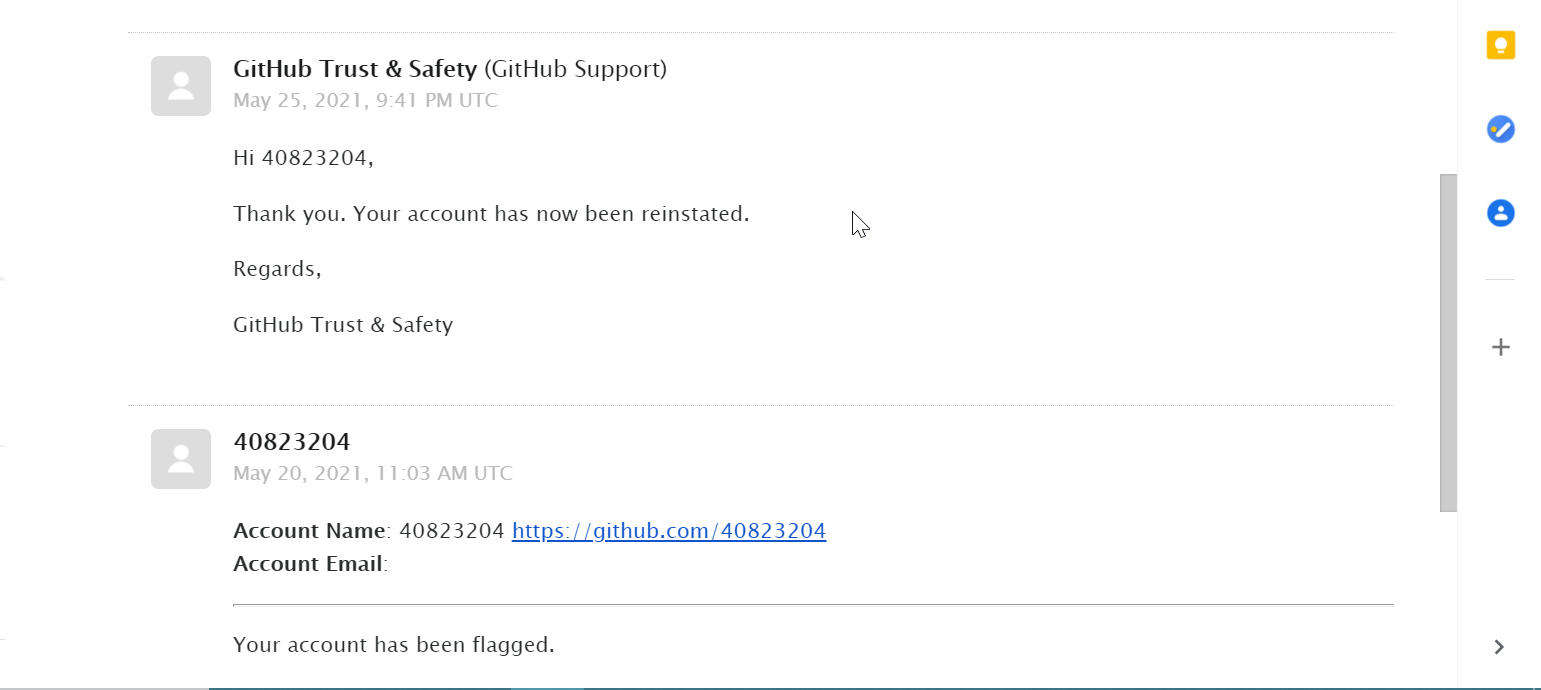 GitHub Trust & Safety (GitHub Support)
May 25, 2021, 9:41 PM UTC
Hi 40823204,
Thank you. Your account has now been reinstated.
Regards,
GitHub Trust & Safety
40823204
May 20, 2021, 11:03 AM UTC
Account Name: 40823204 https://github.com/40823204
Account Email:
Your account has been flagged.